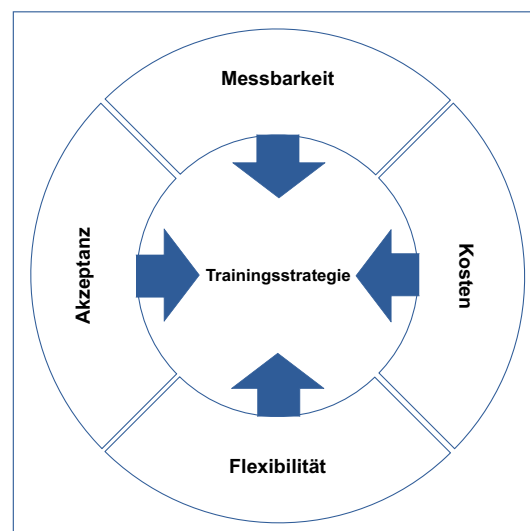 Messbarkeit
Akzeptanz
Trainingsstrategie
Kosten
Flexibilität